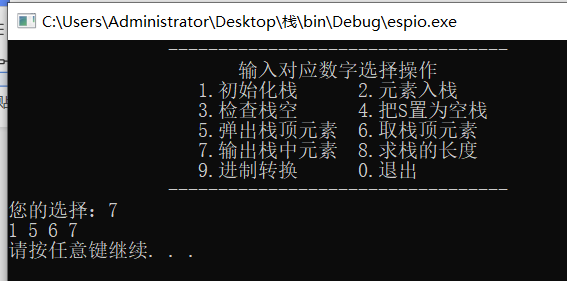 C:\Users\Administrator\Desktop\栈\bin\Debug\espio.exe
----------------------------------
输入对应数字选择操作
1.初始化栈 2.元素入栈
3.检查栈空 4.把S置为空栈
5.弹出栈顶元素 6.取栈顶元素
7.输出栈中元素 8.求栈的长度
9.进制转换 0.退出
----------------------------------
您的选择：7
1 5 6 7
请按任意键继续. . .